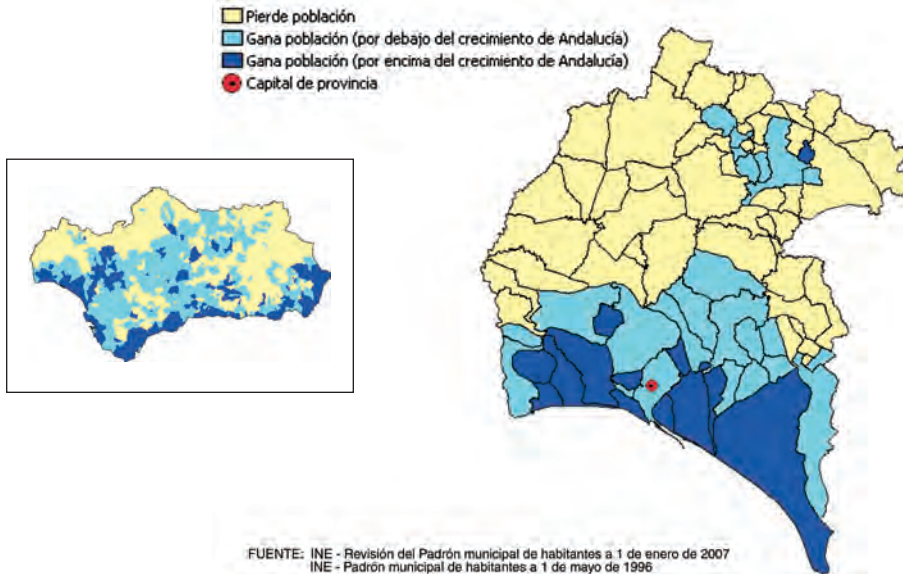 Pierde población
Gana población (por debajo del crecimiento de Andalucía)
Gana población (por encima del crecimiento de Andalucía)
Capital de provincia
FUENTE: INE - Revisión del Padrón municipal de habitantes a 1 de enero de 2007
INE - Padrón municipal de habitantes a 1 de mayo de 1996